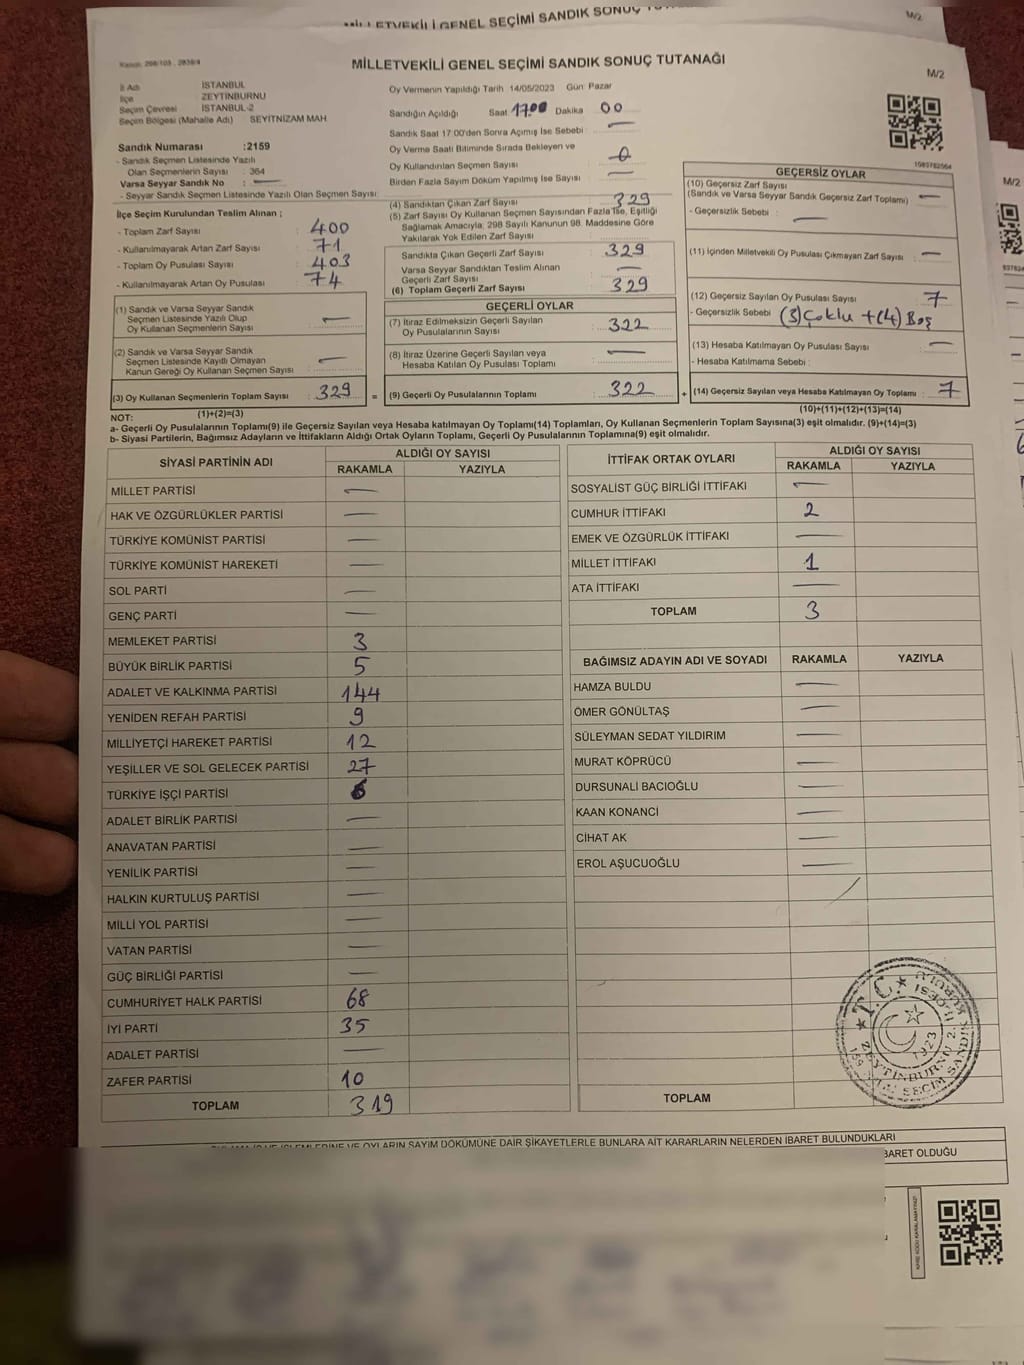 MİLLETVEKİLİ GENEL SEÇİMİ SANDIK SONUÇ
M/2
Kanun: 298/105 , 2839/4
MİLLETVEKİLİ GENEL SEÇİMİ SANDIK SONUÇ TUTANAĞI
M/2
İl Adı İSTANBUL
İlçe ZEYTİNBURNU
Seçim Çevresi İSTANBUL-2
Seçim Bölgesi (Mahalle Adı) SEYİTNİZAM MAH.
Oy Vermenin Yapıldığı Tarih 14/05/2023 Gün: Pazar
Sandığın Açıldığı Saat 17.00 Dakika 00
Sandık Saat 17:00'den Sonra Açılmış İse Sebebi —
Oy Verme Saati Bitiminde Sırada Bekleyen ve
Oy Kullandırılan Seçmen Sayısı
Birden Fazla Sayım Döküm Yapılmış İse Sayısı —
Sandık Numarası :2159
- Sandık Seçmen Listesinde Yazılı
Olan Seçmenlerin Sayısı : 364
Varsa Seyyar Sandık No : —
- Seyyar Sandık Seçmen Listesinde Yazılı Olan Seçmen Sayısı:
İlçe Seçim Kurulundan Teslim Alınan ;
- Toplam Zarf Sayısı : 400
- Kullanılmayarak Artan Zarf Sayısı : 71
- Toplam Oy Pusulası Sayısı : 403
- Kullanılmayarak Artan Oy Pusulası : 74
(1) Sandık ve Varsa Seyyar Sandık
Seçmen Listesinde Yazılı Olup
Oy Kullanan Seçmenlerin Sayısı —
(2) Sandık ve Varsa Seyyar Sandık
Seçmen Listesinde Kayıtlı Olmayan
Kanun Gereği Oy Kullanan Seçmen Sayısı —
(3) Oy Kullanan Seçmenlerin Toplam Sayısı : 329
(1)+(2)=(3)
(4) Sandıktan Çıkan Zarf Sayısı 329
(5) Zarf Sayısı Oy Kullanan Seçmen Sayısından Fazla İse, Eşitliği
Sağlamak Amacıyla, 298 Sayılı Kanunun 98. Maddesine Göre
Yakılarak Yok Edilen Zarf Sayısı
Sandıkta Çıkan Geçerli Zarf Sayısı 329
Varsa Seyyar Sandıktan Teslim Alınan
Geçerli Zarf Sayısı —
(6) Toplam Geçerli Zarf Sayısı 329
GEÇERLİ OYLAR
(7) İtiraz Edilmeksizin Geçerli Sayılan
Oy Pusulalarının Sayısı : 322
(8) İtiraz Üzerine Geçerli Sayılan veya
Hesaba Katılan Oy Pusulası Toplamı —
= (9) Geçerli Oy Pusulalarının Toplamı : 322 +
GEÇERSİZ OYLAR
(10) Geçersiz Zarf Sayısı
(Sandık ve Varsa Seyyar Sandık Geçersiz Zarf Toplamı) —
- Geçersizlik Sebebi : —
(11) İçinden Milletvekili Oy Pusulası Çıkmayan Zarf Sayısı : —
(12) Geçersiz Sayılan Oy Pusulası Sayısı : 7
- Geçersizlik Sebebi : (3) Çoklu + (4) Boş
(13) Hesaba Katılmayan Oy Pusulası Sayısı —
- Hesaba Katılmama Sebebi :
(14) Geçersiz Sayılan veya Hesaba Katılmayan Oy Toplamı : 7
(10)+(11)+(12)+(13)=(14)
NOT:
a- Geçerli Oy Pusulalarının Toplamı(9) ile Geçersiz Sayılan veya Hesaba katılmayan Oy Toplamı(14) Toplamları, Oy Kullanan Seçmenlerin Toplam Sayısına(3) eşit olmalıdır. (9)+(14)=(3)
b- Siyasi Partilerin, Bağımsız Adayların ve İttifakların Aldığı Ortak Oyların Toplamı, Geçerli Oy Pusulalarının Toplamına(9) eşit olmalıdır.
SİYASİ PARTİNİN ADI ALDIĞI OY SAYISI
RAKAMLA YAZIYLA
MİLLET PARTİSİ —
HAK VE ÖZGÜRLÜKLER PARTİSİ —
TÜRKİYE KOMÜNİST PARTİSİ —
TÜRKİYE KOMÜNİST HAREKETİ —
SOL PARTİ —
GENÇ PARTİ —
MEMLEKET PARTİSİ 3
BÜYÜK BİRLİK PARTİSİ 5
ADALET VE KALKINMA PARTİSİ 144
YENİDEN REFAH PARTİSİ 9
MİLLİYETÇİ HAREKET PARTİSİ 12
YEŞİLLER VE SOL GELECEK PARTİSİ 27
TÜRKİYE İŞÇİ PARTİSİ 6
ADALET BİRLİK PARTİSİ —
ANAVATAN PARTİSİ —
YENİLİK PARTİSİ —
HALKIN KURTULUŞ PARTİSİ —
MİLLİ YOL PARTİSİ —
VATAN PARTİSİ —
GÜÇ BİRLİĞİ PARTİSİ —
CUMHURİYET HALK PARTİSİ 68
İYİ PARTİ 35
ADALET PARTİSİ —
ZAFER PARTİSİ 10
TOPLAM 319
İTTİFAK ORTAK OYLARI ALDIĞI OY SAYISI
RAKAMLA YAZIYLA
SOSYALİST GÜÇ BİRLİĞİ İTTİFAKI —
CUMHUR İTTİFAKI 2
EMEK VE ÖZGÜRLÜK İTTİFAKI —
MİLLET İTTİFAKI 1
ATA İTTİFAKI —
TOPLAM 3
BAĞIMSIZ ADAYIN ADI VE SOYADI RAKAMLA YAZIYLA
HAMZA BULDU —
ÖMER GÖNÜLTAŞ —
SÜLEYMAN SEDAT YILDIRIM —
MURAT KÖPRÜCÜ —
DURSUNALİ BACIOĞLU —
KAAN KONANCİ —
CİHAT AK —
EROL AŞUCUOĞLU —
TOPLAM
T.C.
1923
ZEYTİNBURNU 2. İLÇESİ
SEÇİM SANDIK KURULU
OYLARIN SAYIM DÖKÜMÜNE DAİR ŞİKAYETLERLE BUNLARA AİT KARARLARIN NELERDEN İBARET BULUNDUKLARI
BARET OLDUĞU
M/2